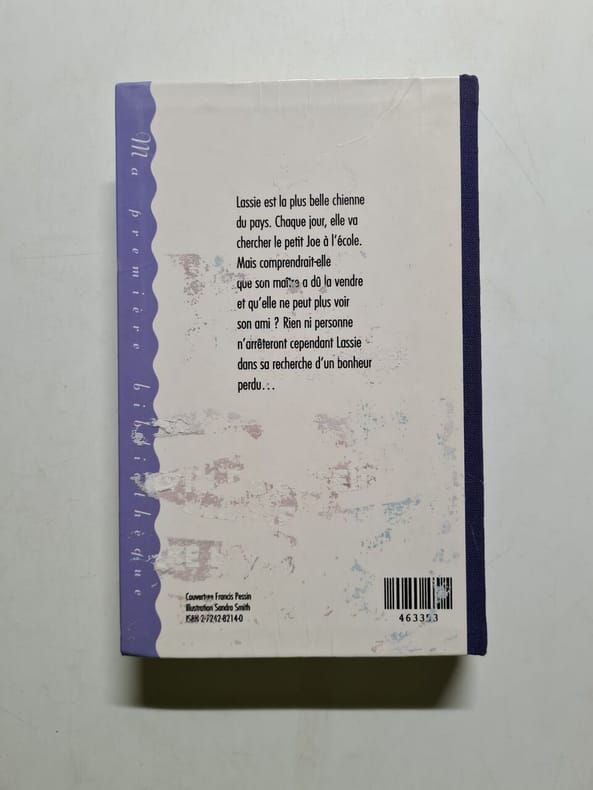 Ma première bibliothèque
Lassie est la plus belle chienne
du pays. Chaque jour, elle va
chercher le petit Joe à l'école.
Mais comprendrait-elle
que son maître a dû la vendre
et qu'elle ne peut plus voir
son ami ? Rien ni personne
n'arrêteront cependant Lassie
dans sa recherche d'un bonheur
perdu...
Couverture Francis Pessin
Illustration Sandra Smith
ISBN 2-7242-8214-0
463353